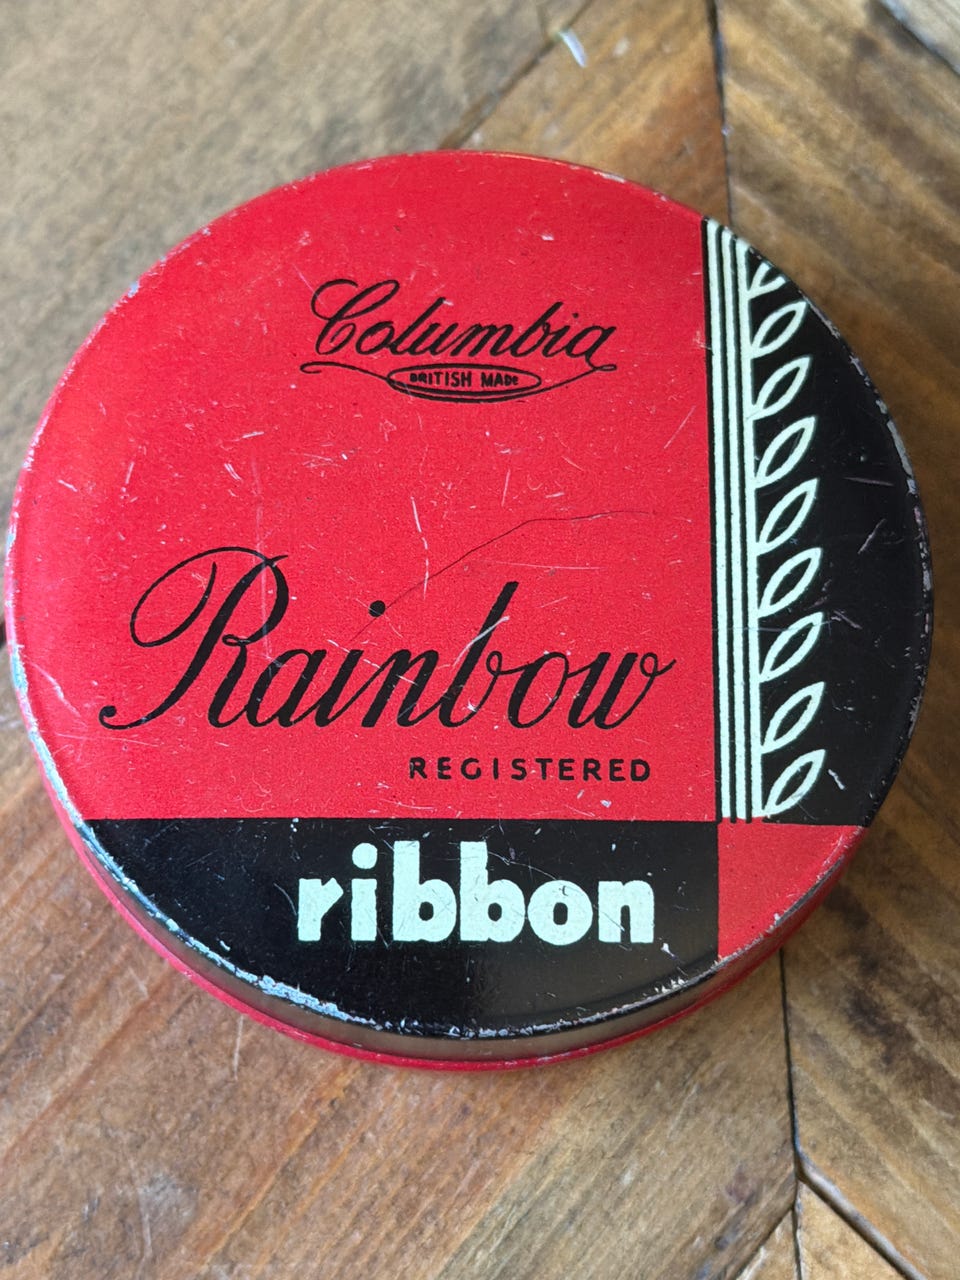 Columbia
BRITISH MADE
Rainbow
REGISTERED
ribbon